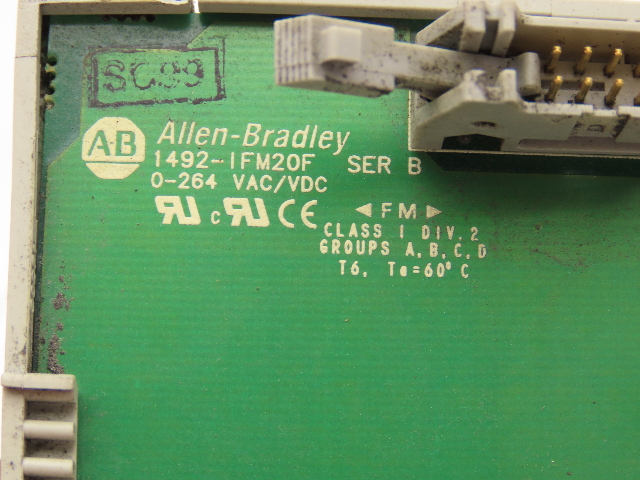 SC99
AB Allen-Bradley
1492-IFM20F SER B
0-264 VAC/VDC
c CE FM
CLASS I DIV. 2
GROUPS A, B, C, D
T6, Ta=60° C